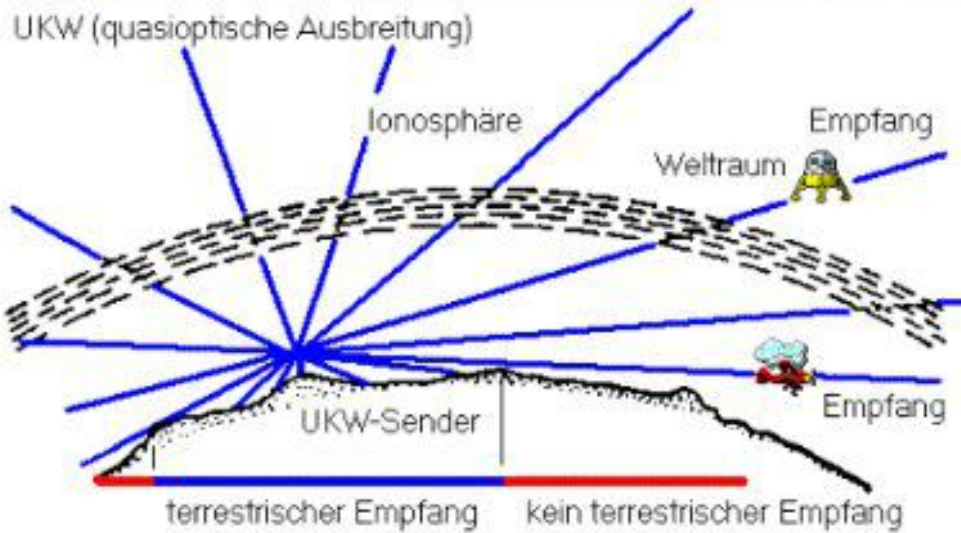 UKW (quasioptische Ausbreitung)
Ionosphäre
Empfang
Weltraum
Empfang
UKW-Sender
terrestrischer Empfang
kein terrestrischer Empfang